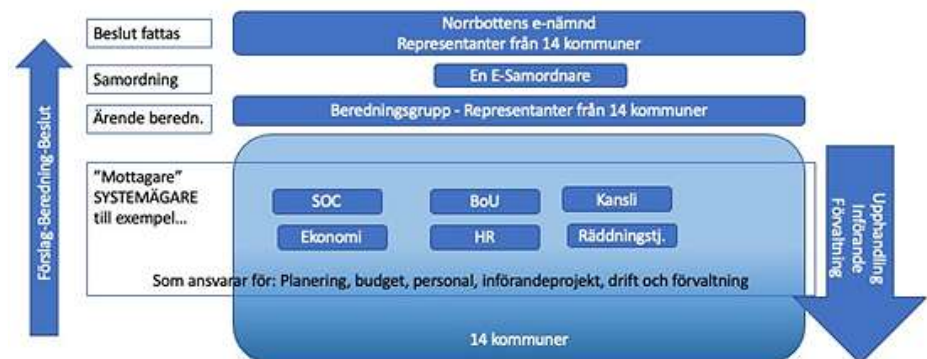 Förslag-Beredning-Beslut
Beslut fattas
Norrbottens e-nämnd
Representanter från 14 kommuner
Samordning
En E-Samordnare
Ärende beredn.
Beredningsgrupp - Representanter från 14 kommuner
"Mottagare"
SYSTEMÄGARE
till exempel...
SOC
BoU
Kansli
Ekonomi
HR
Räddningstj.
Som ansvarar för: Planering, budget, personal, införandeprojekt, drift och förvaltning
14 kommuner
Upphandling
Införande
Förvaltning